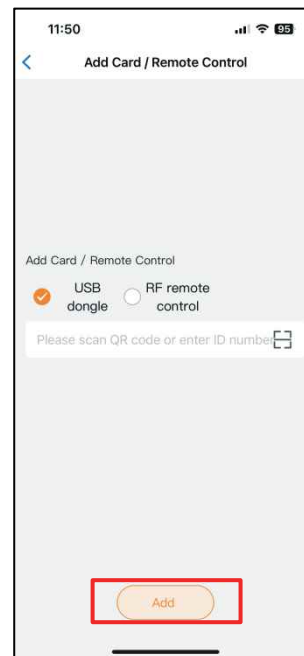 11:50
95
Add Card / Remote Control
Add Card / Remote Control
USB dongle
RF remote control
Please scan QR code or enter ID number
Add